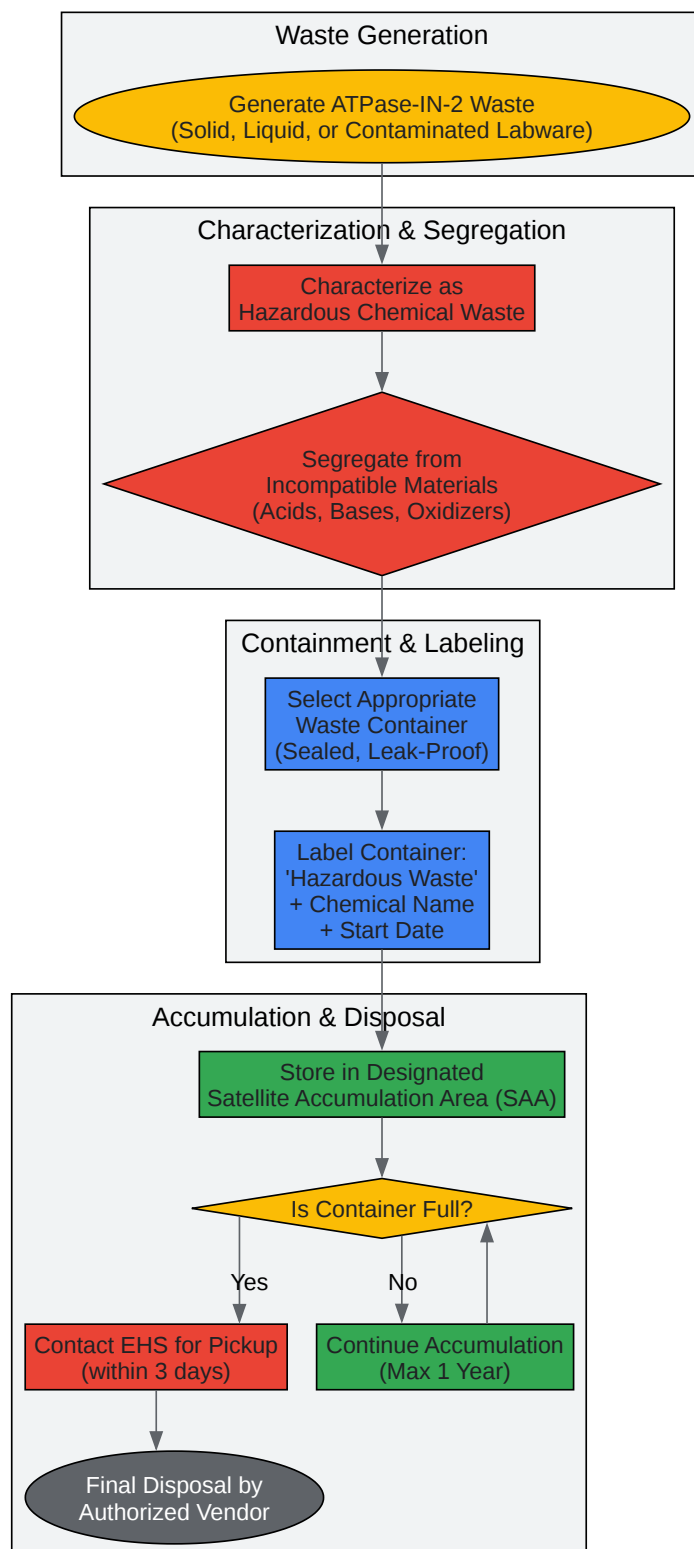 Waste Generation
Generate ATPase-IN-2 Waste
(Solid, Liquid, or Contaminated Labware)
Characterization & Segregation
Characterize as
Hazardous Chemical Waste
Segregate from
Incompatible Materials
(Acids, Bases, Oxidizers)
Containment & Labeling
Select Appropriate
Waste Container
(Sealed, Leak-Proof)
Label Container:
'Hazardous Waste'
+ Chemical Name
+ Start Date
Accumulation & Disposal
Store in Designated
Satellite Accumulation Area (SAA)
Is Container Full?
Yes
No
Contact EHS for Pickup
(within 3 days)
Continue Accumulation
(Max 1 Year)
Final Disposal by
Authorized Vendor